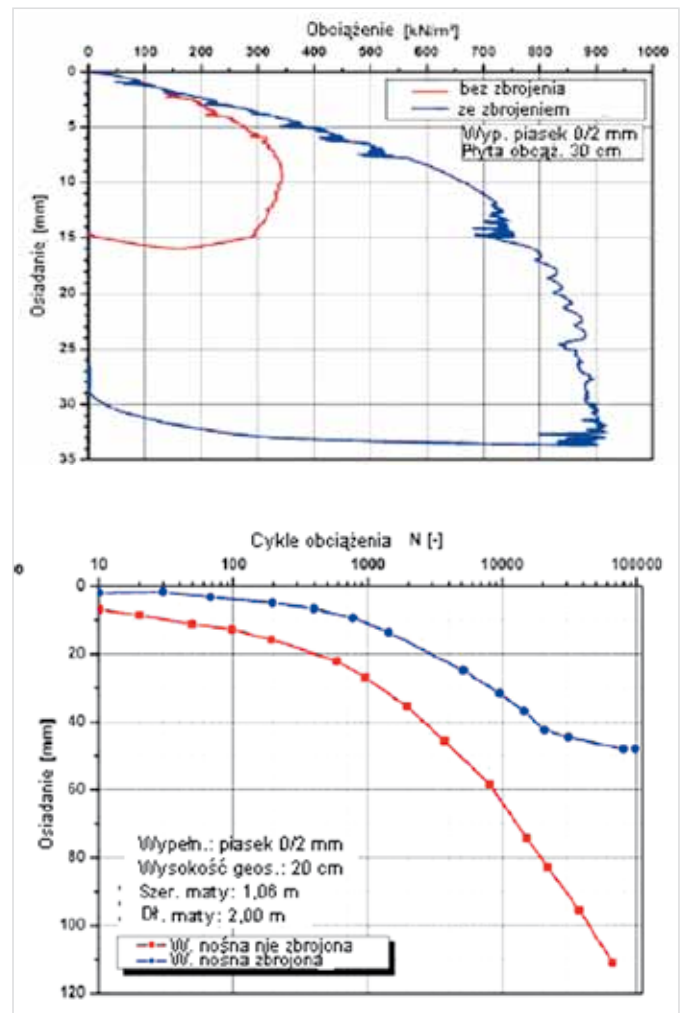 Obciążenie [kN/m²]
0 100 200 300 400 500 600 700 800 900 1000
0
5
10
15
20
25
30
35
Osiadanie [mm]
bez zbrojenia
ze zbrojeniem
Wyp. piasek 0/2 mm
Płyta obciąż. 30 cm
Cykle obciążenia N [-]
10 100 1000 10000 100000
0
20
40
60
80
100
120
Osiadanie [mm]
Wypełn.: piasek 0/2 mm
Wysokość geos.: 20 cm
Szer. maty: 1,06 m
Dł. maty: 2,00 m
W. nośna nie zbrojona
W. nośna zbrojona